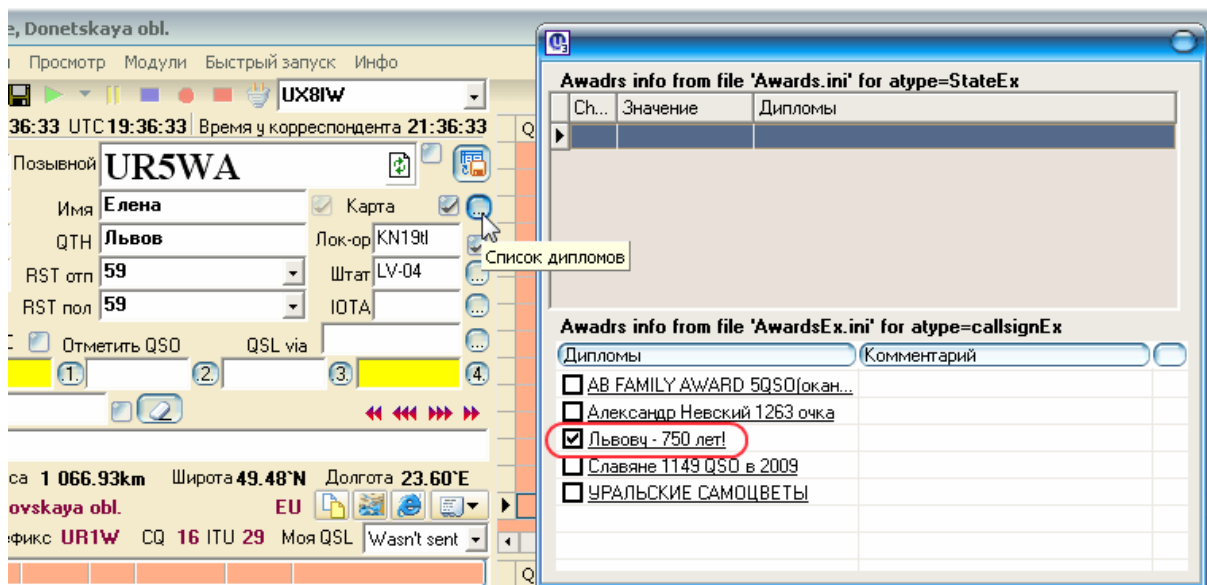 e, Donetskaya obl.
Просмотр Модули Быстрый запуск Инфо
UX8IW
36:33 UTC 19:36:33 Время у корреспондента 21:36:33
Позывной UR5WA
Имя Елена Карта
QTH Львов Лок-ор KN19tl
Список дипломов
RST отп 59 Штат LV-04
RST пол 59 IOTA
Отметить QSO QSL via
1. 2. 3. 4.
са 1 066.93km Широта 49.48`N Долгота 23.60`E
ovskaya obl. EU
ефикс UR1W CQ 16 ITU 29 Моя QSL Wasn't sent
Q
Q
Awadrs info from file 'Awards.ini' for atype=StateEx
Ch... Значение Дипломы
Awadrs info from file 'AwardsEx.ini' for atype=callsignEx
Дипломы Комментарий
AB FAMILY AWARD 5QSO(окан...
Александр Невский 1263 очка
Львовч - 750 лет!
Славяне 1149 QSO в 2009
УРАЛЬСКИЕ САМОЦВЕТЫ